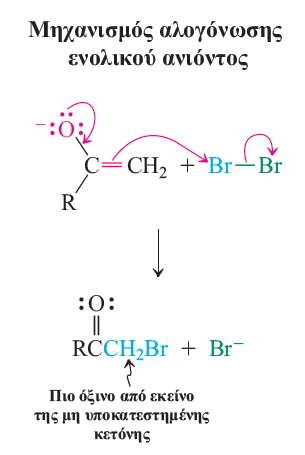 Μηχανισμός αλογόνωσης
ενολικού ανιόντος
−:Ö:
C=CH₂ + Br—Br
R
:O:
RCCH₂Br + Br⁻
Πιο όξινο από εκείνο
της μη υποκατεστημένης
κετόνης